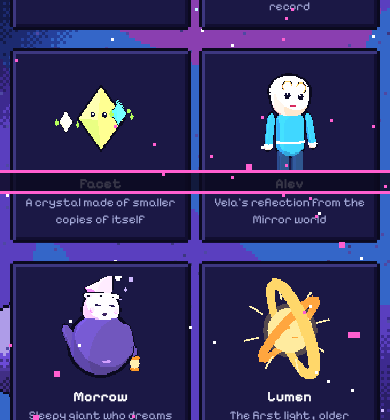 record
Facet
Alev
A crystal made of smaller
copies of itself
Vela's reflection from the
Mirror world
Morrow
Lumen
Sleepy giant who dreams
The first light, older